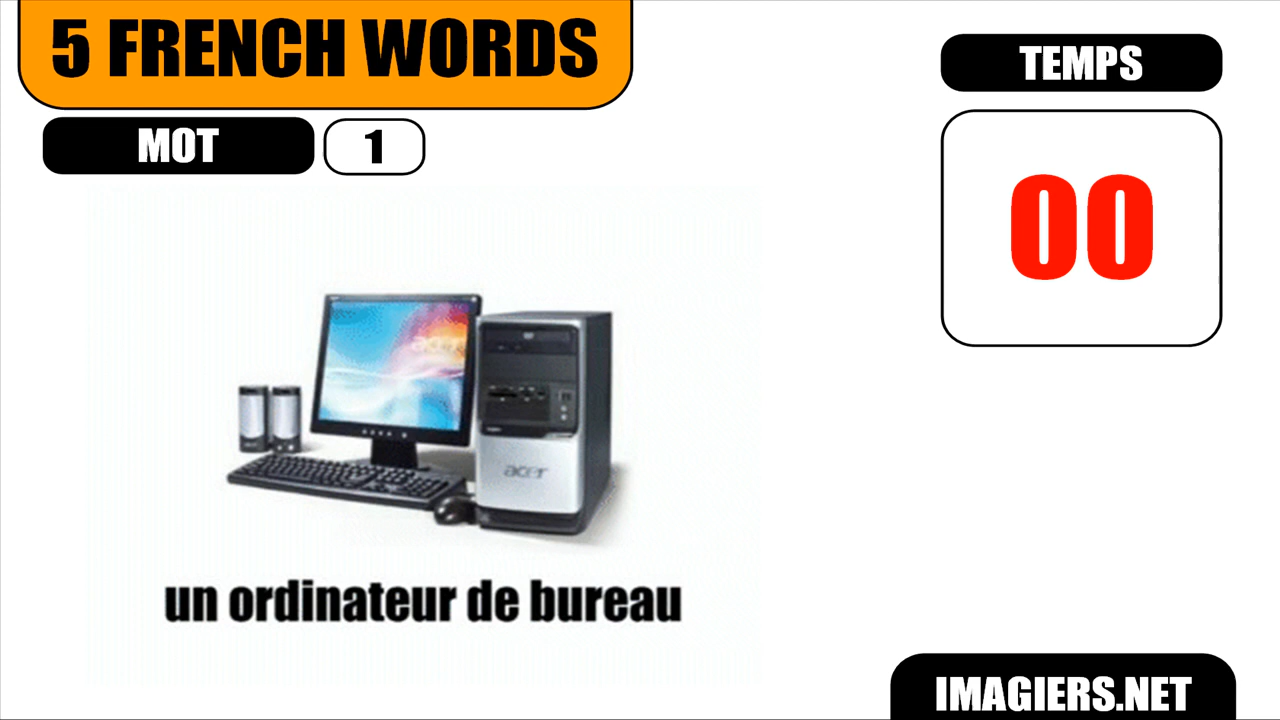 5 FRENCH WORDS
TEMPS
MOT 1
00
acer
un ordinateur de bureau
IMAGIERS.NET